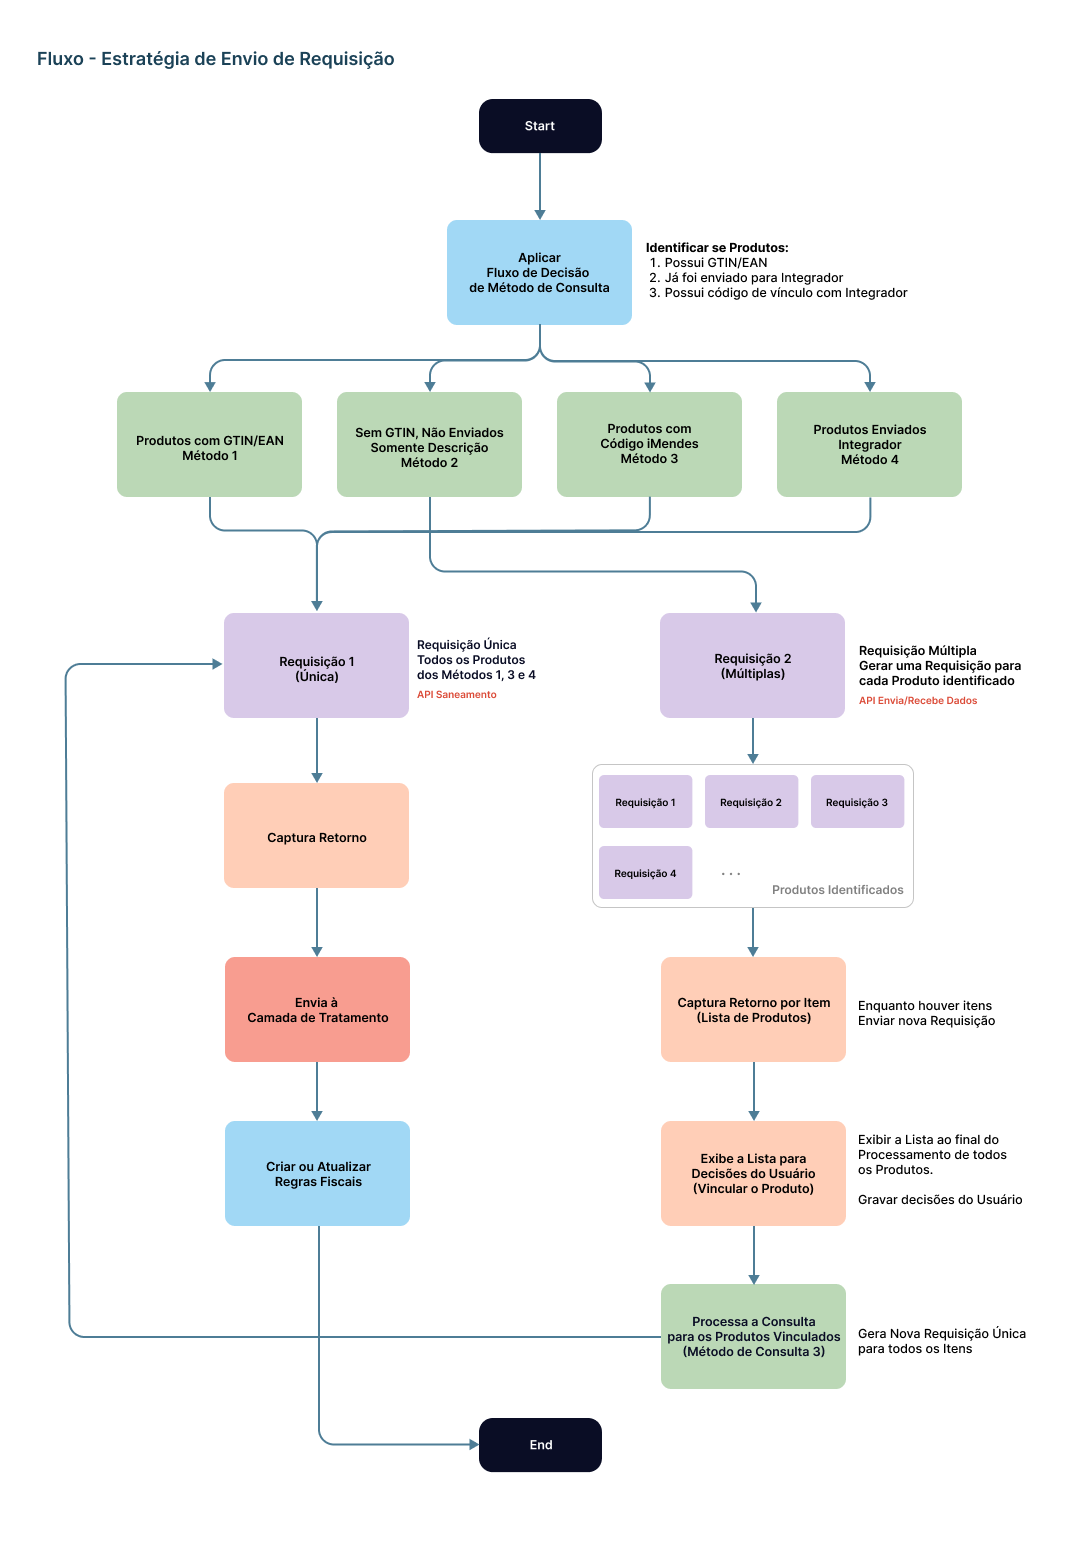 Fluxo - Estratégia de Envio de Requisição
Start
Aplicar
Fluxo de Decisão
de Método de Consulta
Identificar se Produtos:
1. Possui GTIN/EAN
2. Já foi enviado para Integrador
3. Possui código de vínculo com Integrador
Produtos com GTIN/EAN
Método 1
Sem GTIN, Não Enviados
Somente Descrição
Método 2
Produtos com
Código iMendes
Método 3
Produtos Enviados
Integrador
Método 4
Requisição 1
(Única)
Requisição Única
Todos os Produtos
dos Métodos 1, 3 e 4
API Saneamento
Requisição 2
(Múltiplas)
Requisição Múltipla
Gerar uma Requisição para
cada Produto identificado
API Envia/Recebe Dados
Captura Retorno
Requisição 1
Requisição 2
Requisição 3
Requisição 4
...
Produtos Identificados
Envia à
Camada de Tratamento
Captura Retorno por Item
(Lista de Produtos)
Enquanto houver itens
Enviar nova Requisição
Criar ou Atualizar
Regras Fiscais
Exibe a Lista para
Decisões do Usuário
(Vincular o Produto)
Exibir a Lista ao final do
Processamento de todos
os Produtos.
Gravar decisões do Usuário
Processa a Consulta
para os Produtos Vinculados
(Método de Consulta 3)
Gera Nova Requisição Única
para todos os Itens
End